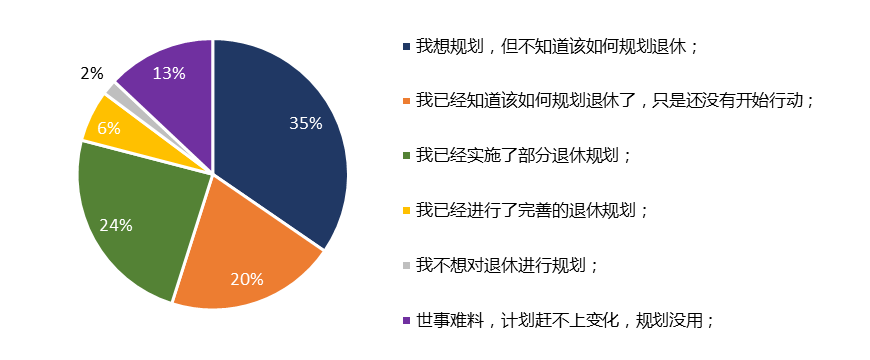 我想规划，但不知道该如何规划退休；
2%
13%
35%
我已经知道该如何规划退休了，只是还没有开始行动；
6%
我已经实施了部分退休规划；
24%
我已经进行了完善的退休规划；
20%
我不想对退休进行规划；
世事难料，计划赶不上变化，规划没用；